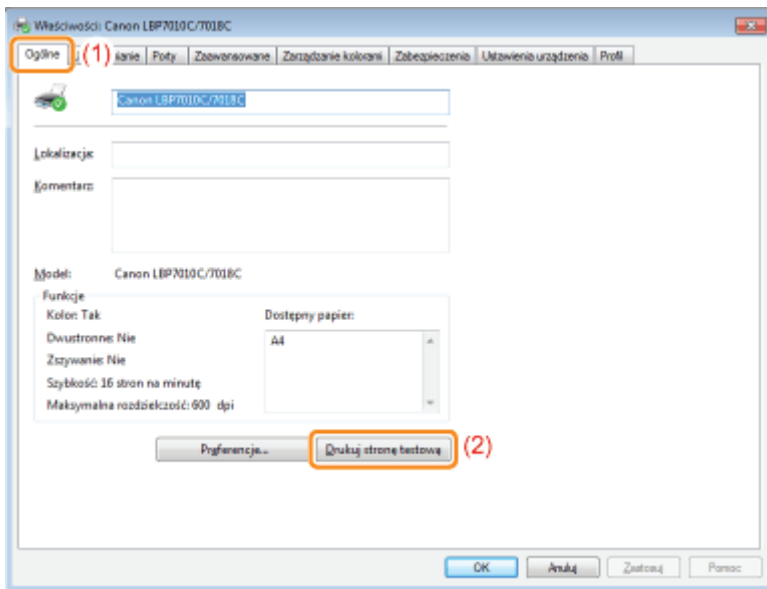 Właściwości: Canon LBP7010C/7018C
Ogólne (1) ianie Porty Zaawansowane Zarządzanie kolorami Zabezpieczenia Ustawienia urządzenia Profil
Canon LBP7010C/7018C
Lokalizacja:
Komentarz:
Model: Canon LBP7010C/7018C
Funkcje
Kolor: Tak Dostępny papier:
Dwustronne: Nie A4
Zszywanie: Nie
Szybkość: 16 stron na minutę
Maksymalna rozdzielczość: 600 dpi
Preferencje... Drukuj stronę testową (2)
OK Anuluj Zastosuj Pomoc